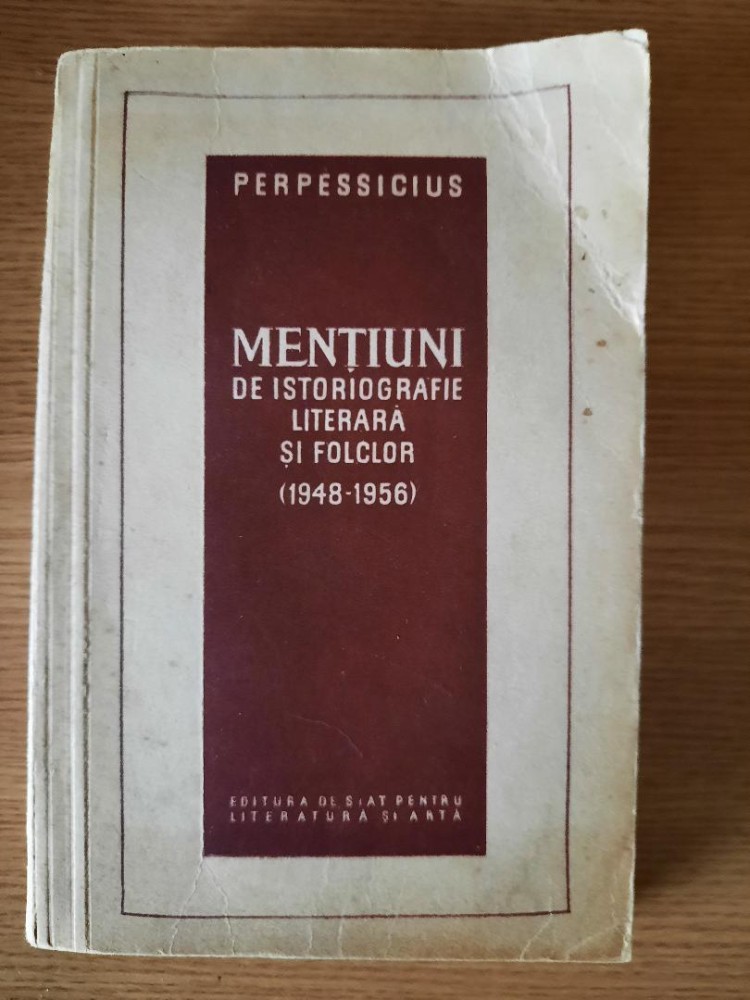 PERPESSICIUS
MENȚIUNI
DE ISTORIOGRAFIE
LITERARĂ
ȘI FOLCLOR
(1948-1956)
EDITURA DE STAT PENTRU
LITERATURĂ ȘI ARTĂ